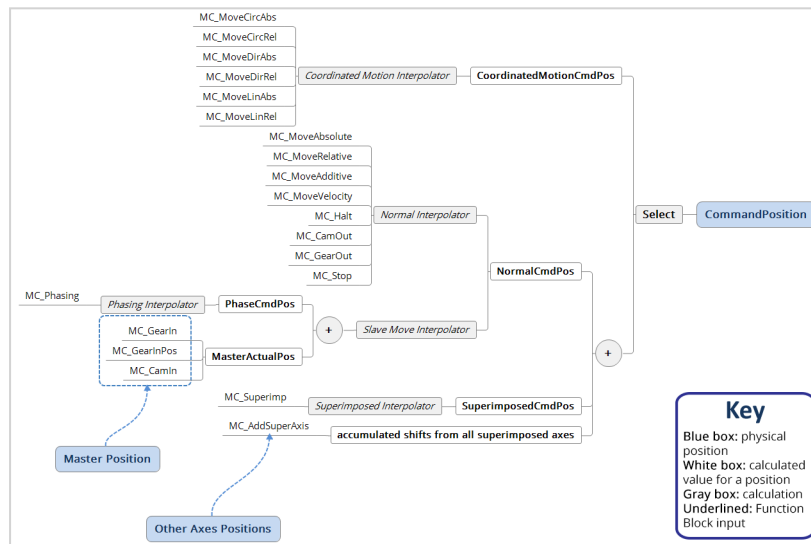 MC_MoveCircAbs
MC_MoveCircRel
MC_MoveDirAbs
MC_MoveDirRel
MC_MoveLinAbs
MC_MoveLinRel
Coordinated Motion Interpolator
CoordinatedMotionCmdPos
MC_MoveAbsolute
MC_MoveRelative
MC_MoveAdditive
MC_MoveVelocity
MC_Halt
MC_CamOut
MC_GearOut
MC_Stop
Normal Interpolator
NormalCmdPos
Select
CommandPosition
MC_Phasing
Phasing Interpolator
PhaseCmdPos
MC_GearIn
MC_GearInPos
MC_CamIn
MasterActualPos
+
Slave Move Interpolator
+
MC_Superimp
Superimposed Interpolator
SuperimposedCmdPos
MC_AddSuperAxis
accumulated shifts from all superimposed axes
Master Position
Other Axes Positions
Key
Blue box: physical
position
White box: calculated
value for a position
Gray box: calculation
Underlined: Function
Block input